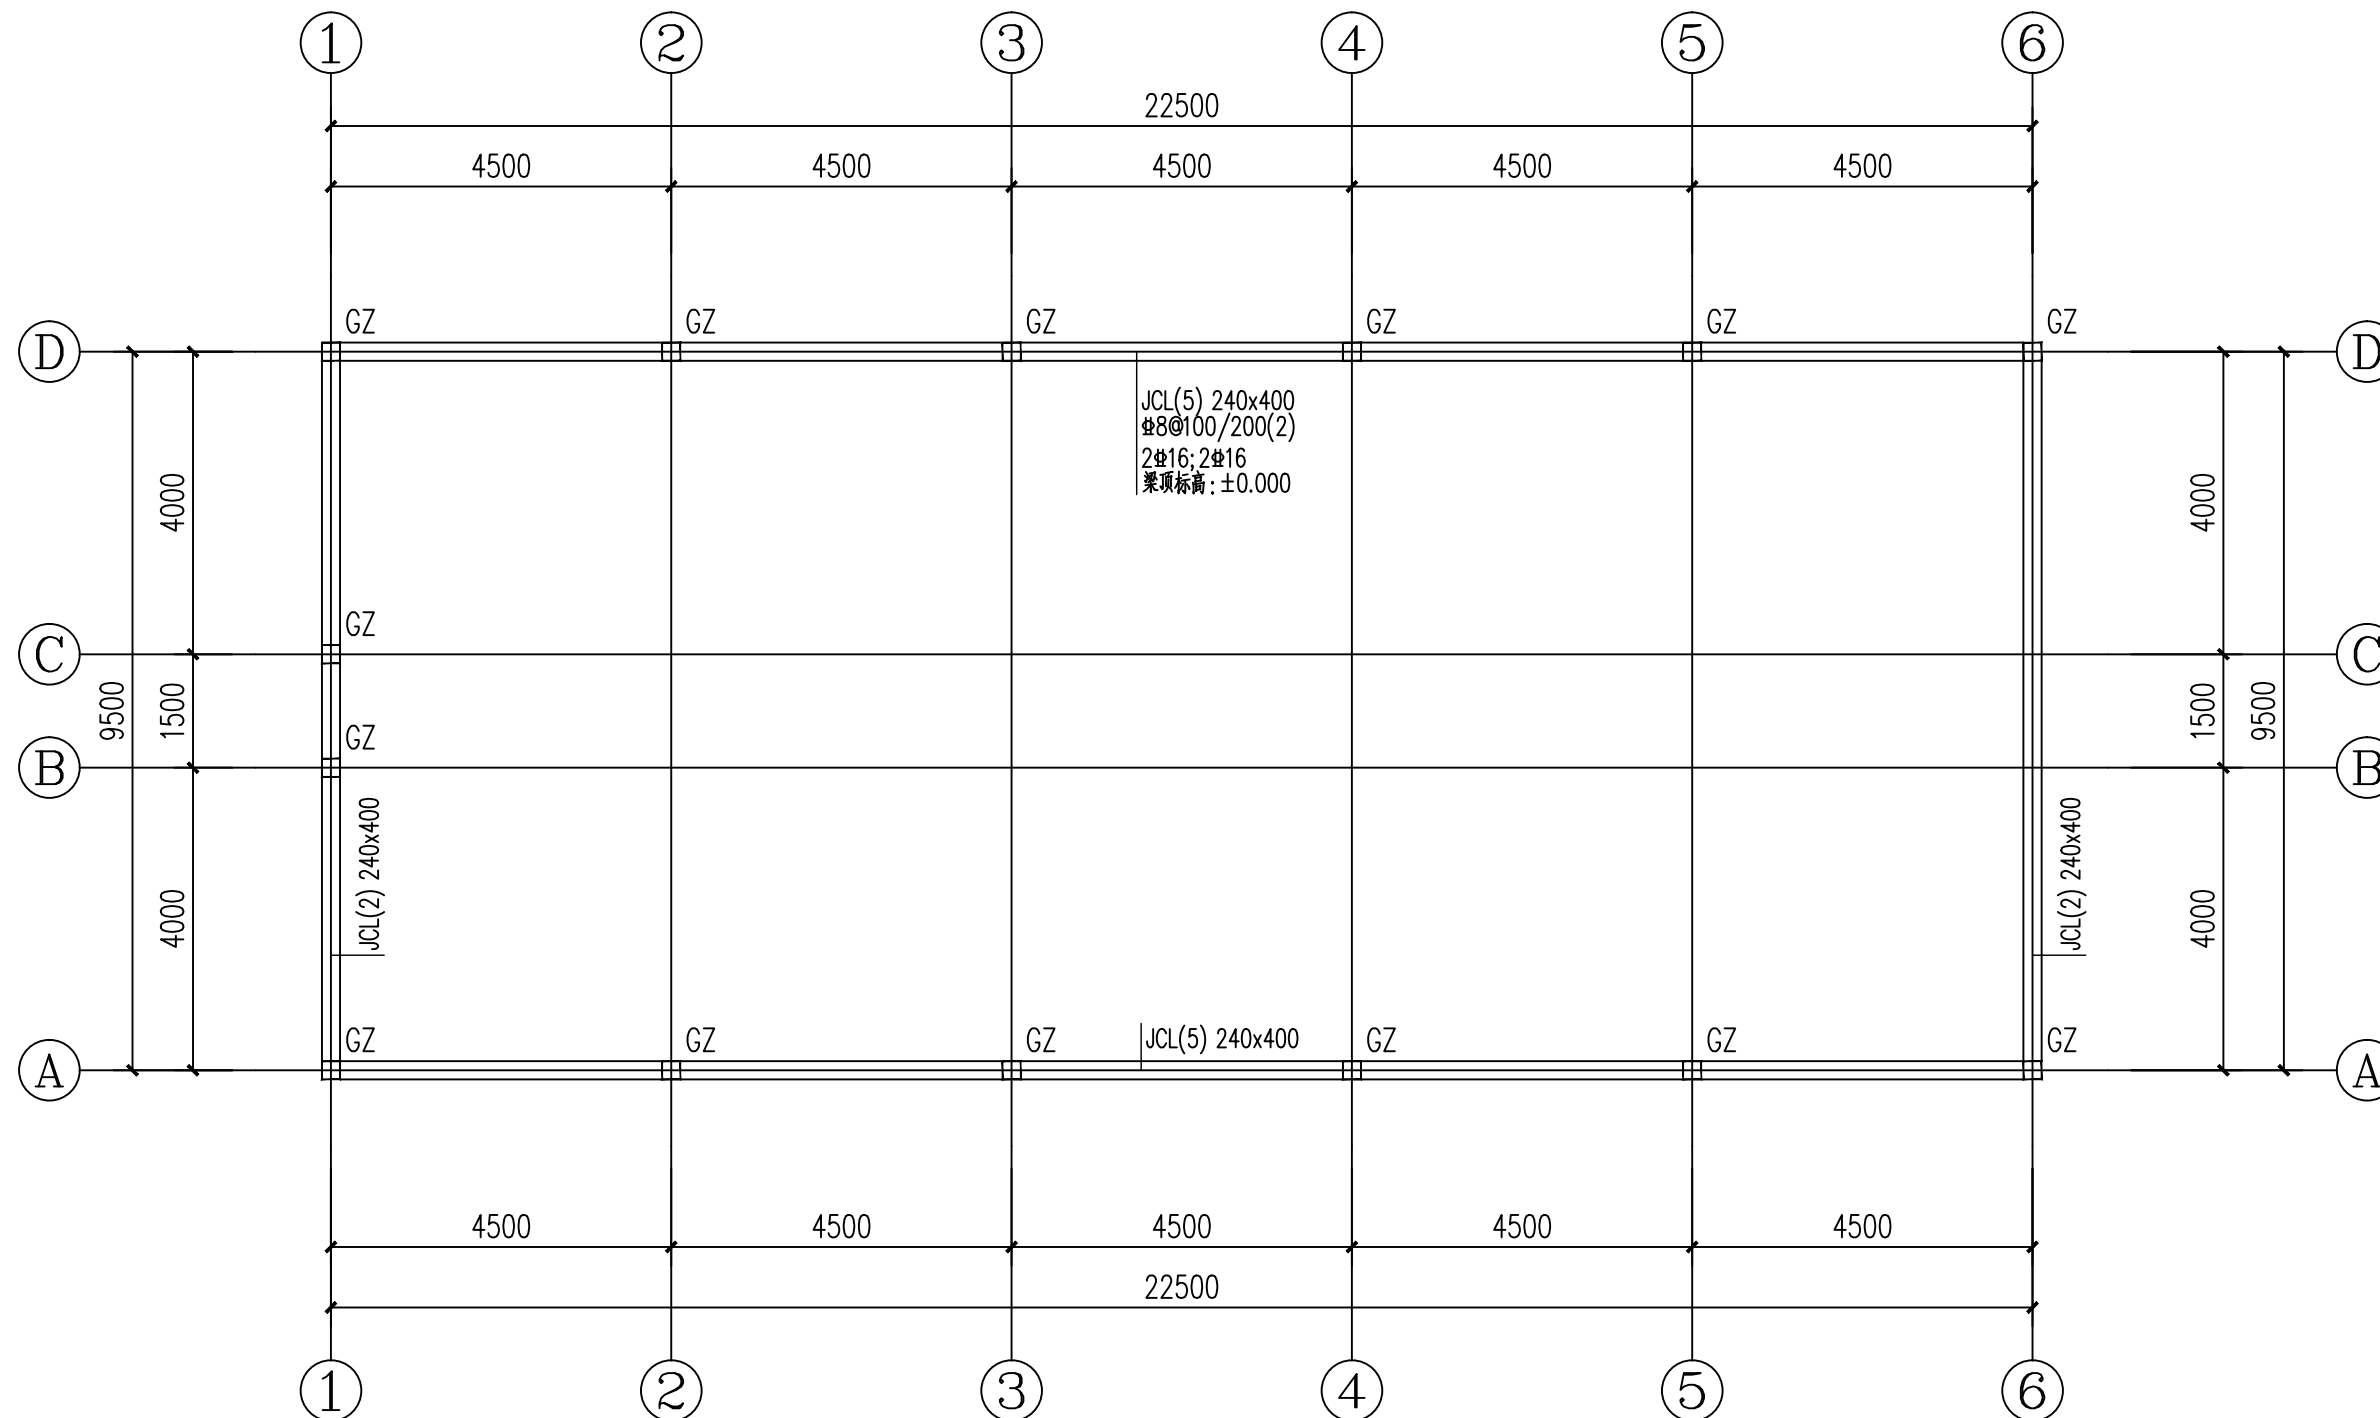 1 2 3 4 5 6
22500
4500 4500 4500 4500 4500
GZ GZ GZ GZ GZ GZ
D D
JCL(5) 240x400
8@100/200(2)
4000 4000
2 16;2 16
梁顶标高:±0.000
GZ
C C
9500 1500 1500 9500
GZ
B B
JCL(2) 240x400 JCL(2) 240x400
4000 4000
GZ GZ GZ JCL(5) 240x400 GZ GZ GZ
A A
4500 4500 4500 4500 4500
22500
1 2 3 4 5 6